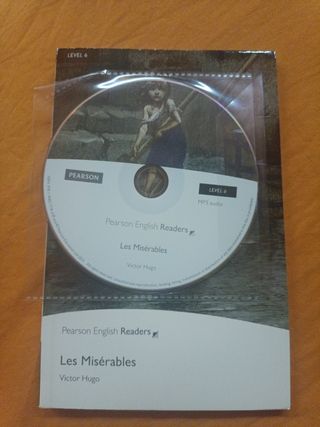 LEVEL 6
PEARSON
LEVEL 6
MP3 audio
Pearson English Readers
Les Misérables
Victor Hugo
Pearson English Readers
Les Misérables
Victor Hugo